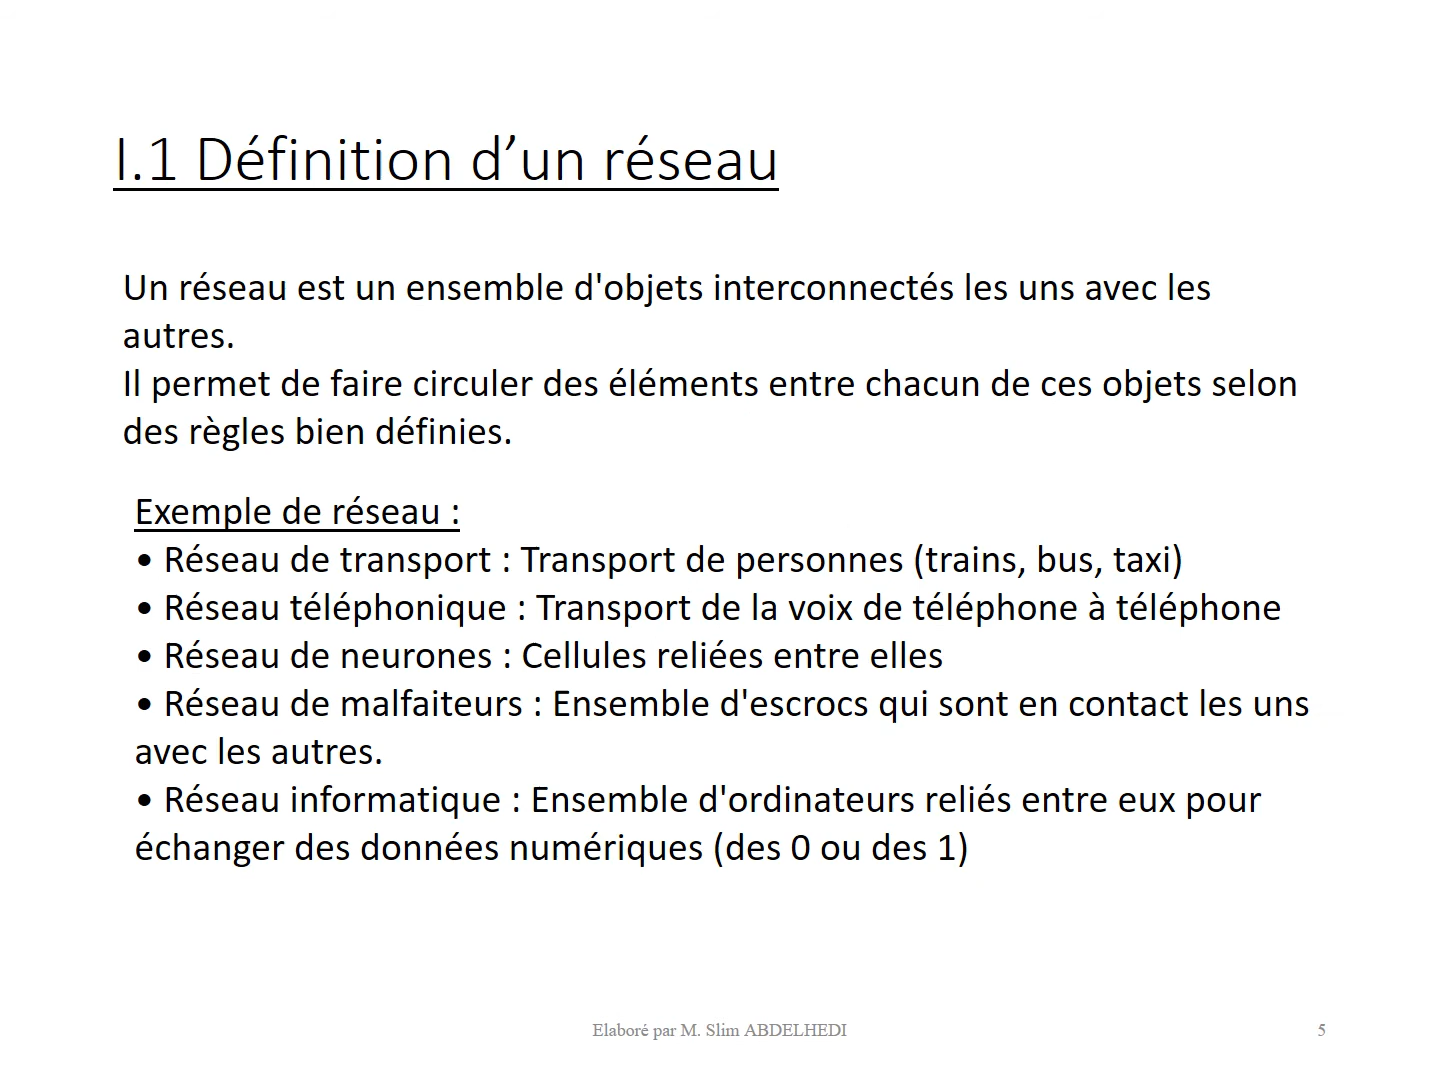 I.1 Définition d’un réseau
Un réseau est un ensemble d'objets interconnectés les uns avec les
autres.
Il permet de faire circuler des éléments entre chacun de ces objets selon
des règles bien définies.
Exemple de réseau :
• Réseau de transport : Transport de personnes (trains, bus, taxi)
• Réseau téléphonique : Transport de la voix de téléphone à téléphone
• Réseau de neurones : Cellules reliées entre elles
• Réseau de malfaiteurs : Ensemble d'escrocs qui sont en contact les uns
avec les autres.
• Réseau informatique : Ensemble d'ordinateurs reliés entre eux pour
échanger des données numériques (des 0 ou des 1)
Elaboré par M. Slim ABDELHEDI
5